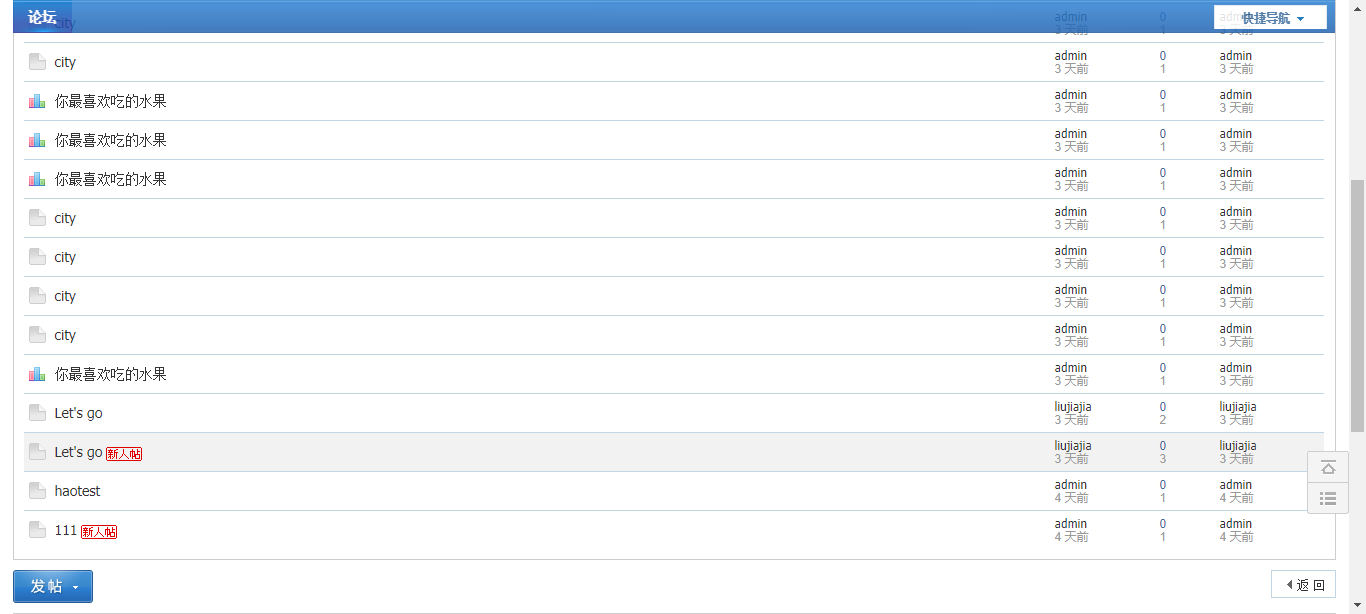 论坛
快捷导航
city
admin
0
admin
3 天前
1
3 天前
city
admin
0
admin
3 天前
1
3 天前
你最喜欢吃的水果
admin
0
admin
3 天前
1
3 天前
你最喜欢吃的水果
admin
0
admin
3 天前
1
3 天前
你最喜欢吃的水果
admin
0
admin
3 天前
1
3 天前
city
admin
0
admin
3 天前
1
3 天前
city
admin
0
admin
3 天前
1
3 天前
city
admin
0
admin
3 天前
1
3 天前
city
admin
0
admin
3 天前
1
3 天前
你最喜欢吃的水果
admin
0
admin
3 天前
1
3 天前
Let's go
liujiajia
0
liujiajia
3 天前
2
3 天前
Let's go 新人帖
liujiajia
0
liujiajia
3 天前
3
3 天前
haotest
admin
0
admin
4 天前
1
4 天前
111 新人帖
admin
0
admin
4 天前
1
4 天前
发帖
返回